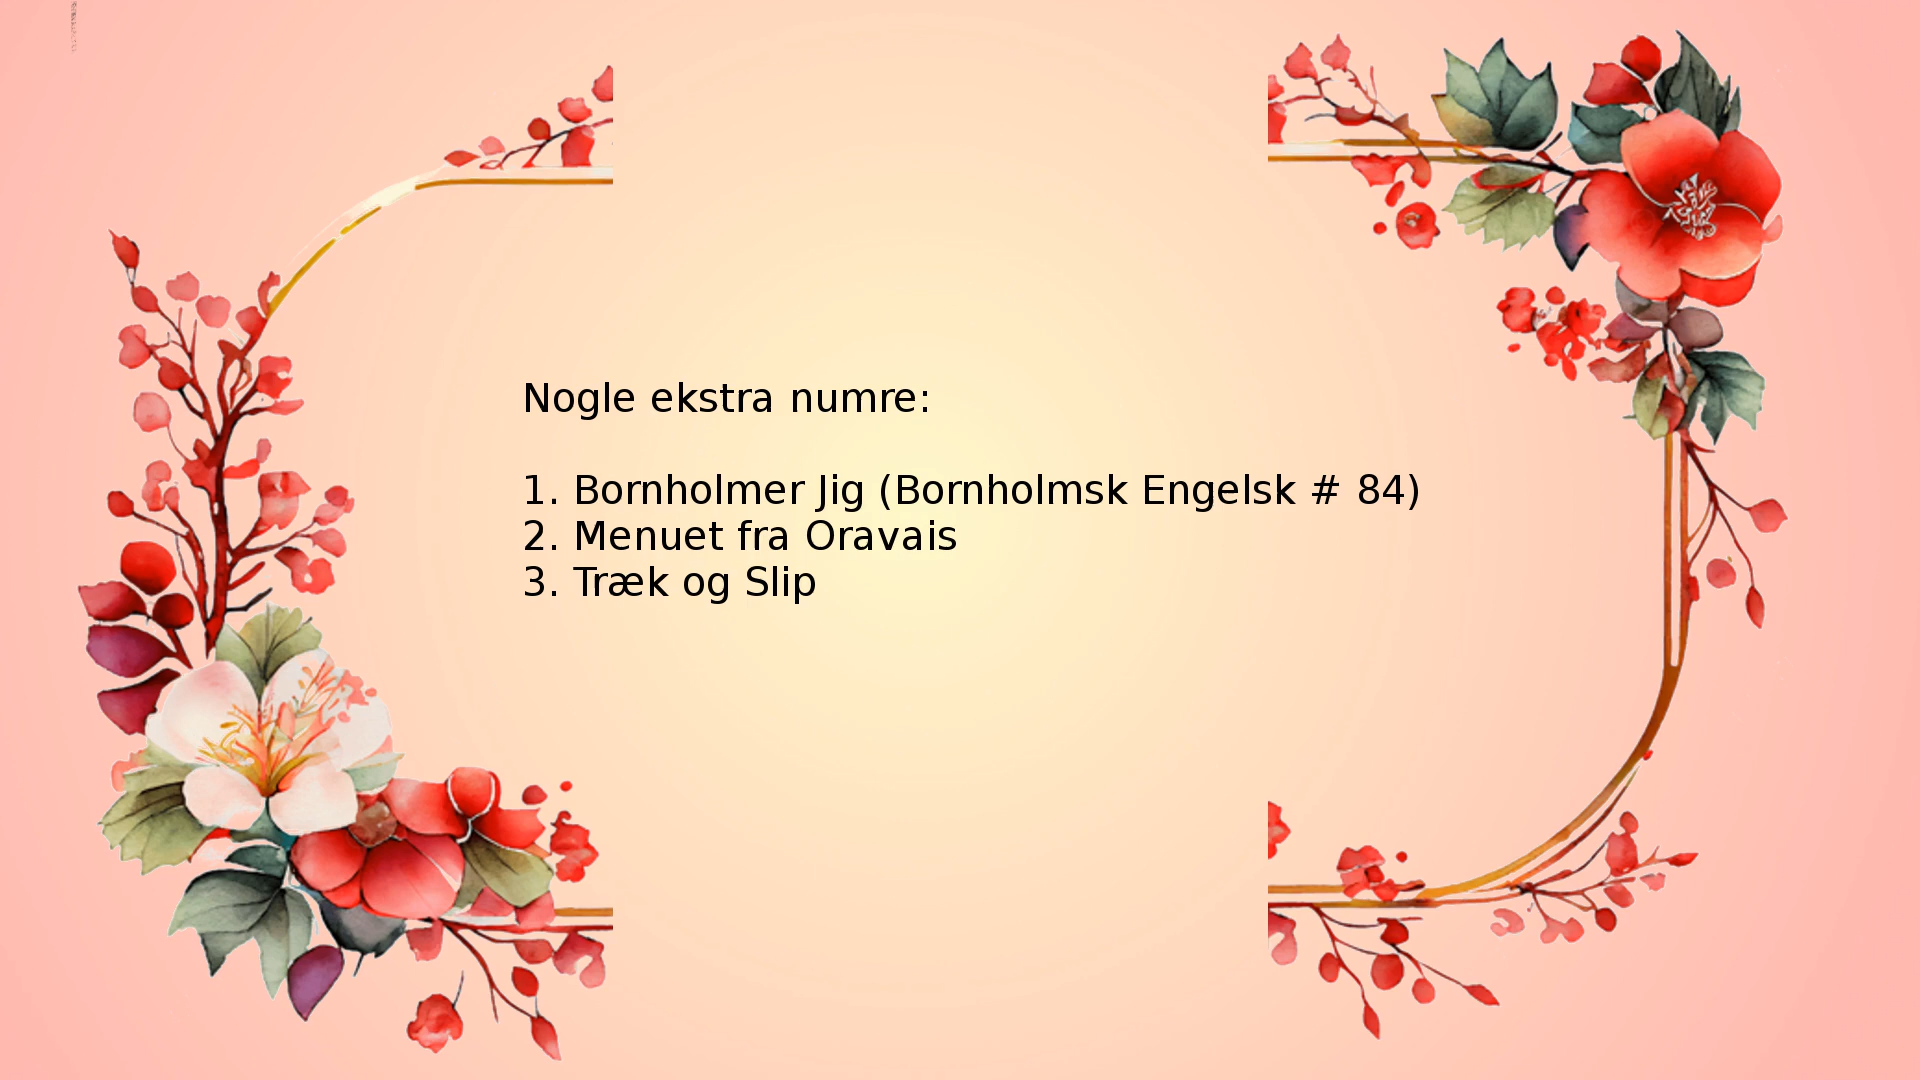 Nogle ekstra numre:
1. Bornholmer Jig (Bornholmsk Engelsk # 84)
2. Menuet fra Oravais
3. Træk og Slip